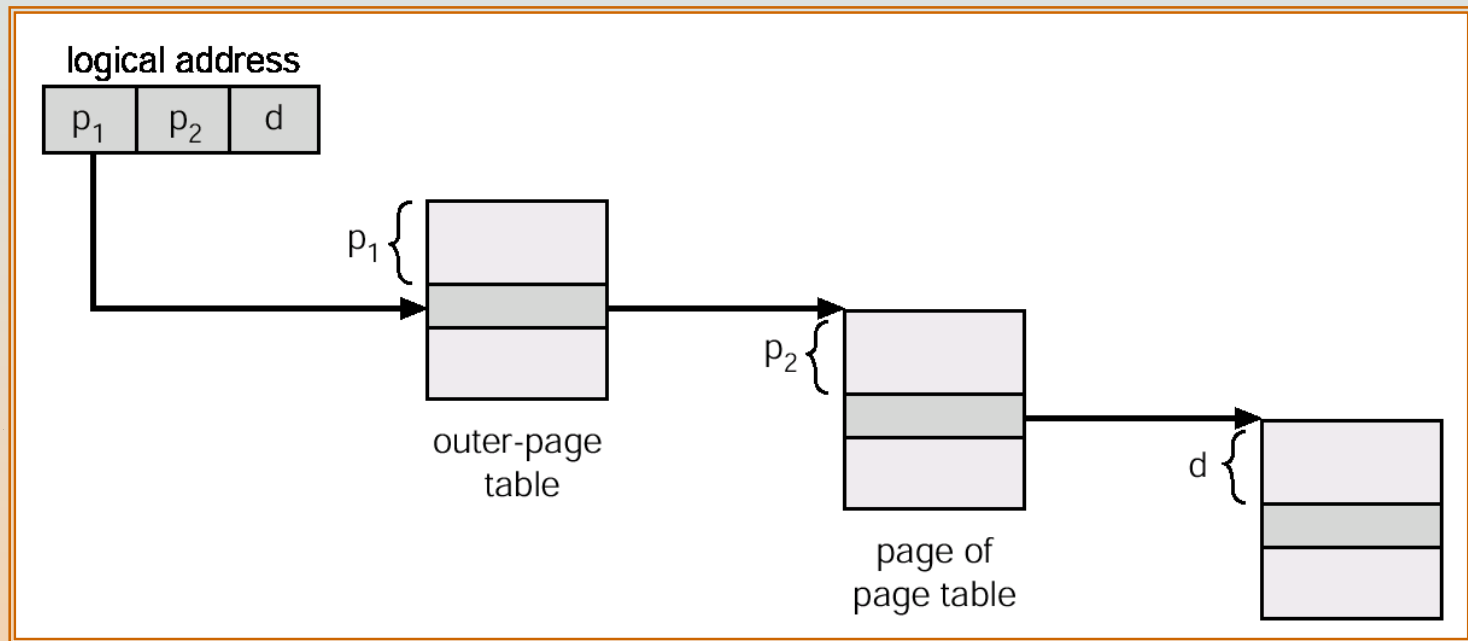 logical address
p₁ p₂ d
p₁
p₂
outer-page
table
d
page of
page table